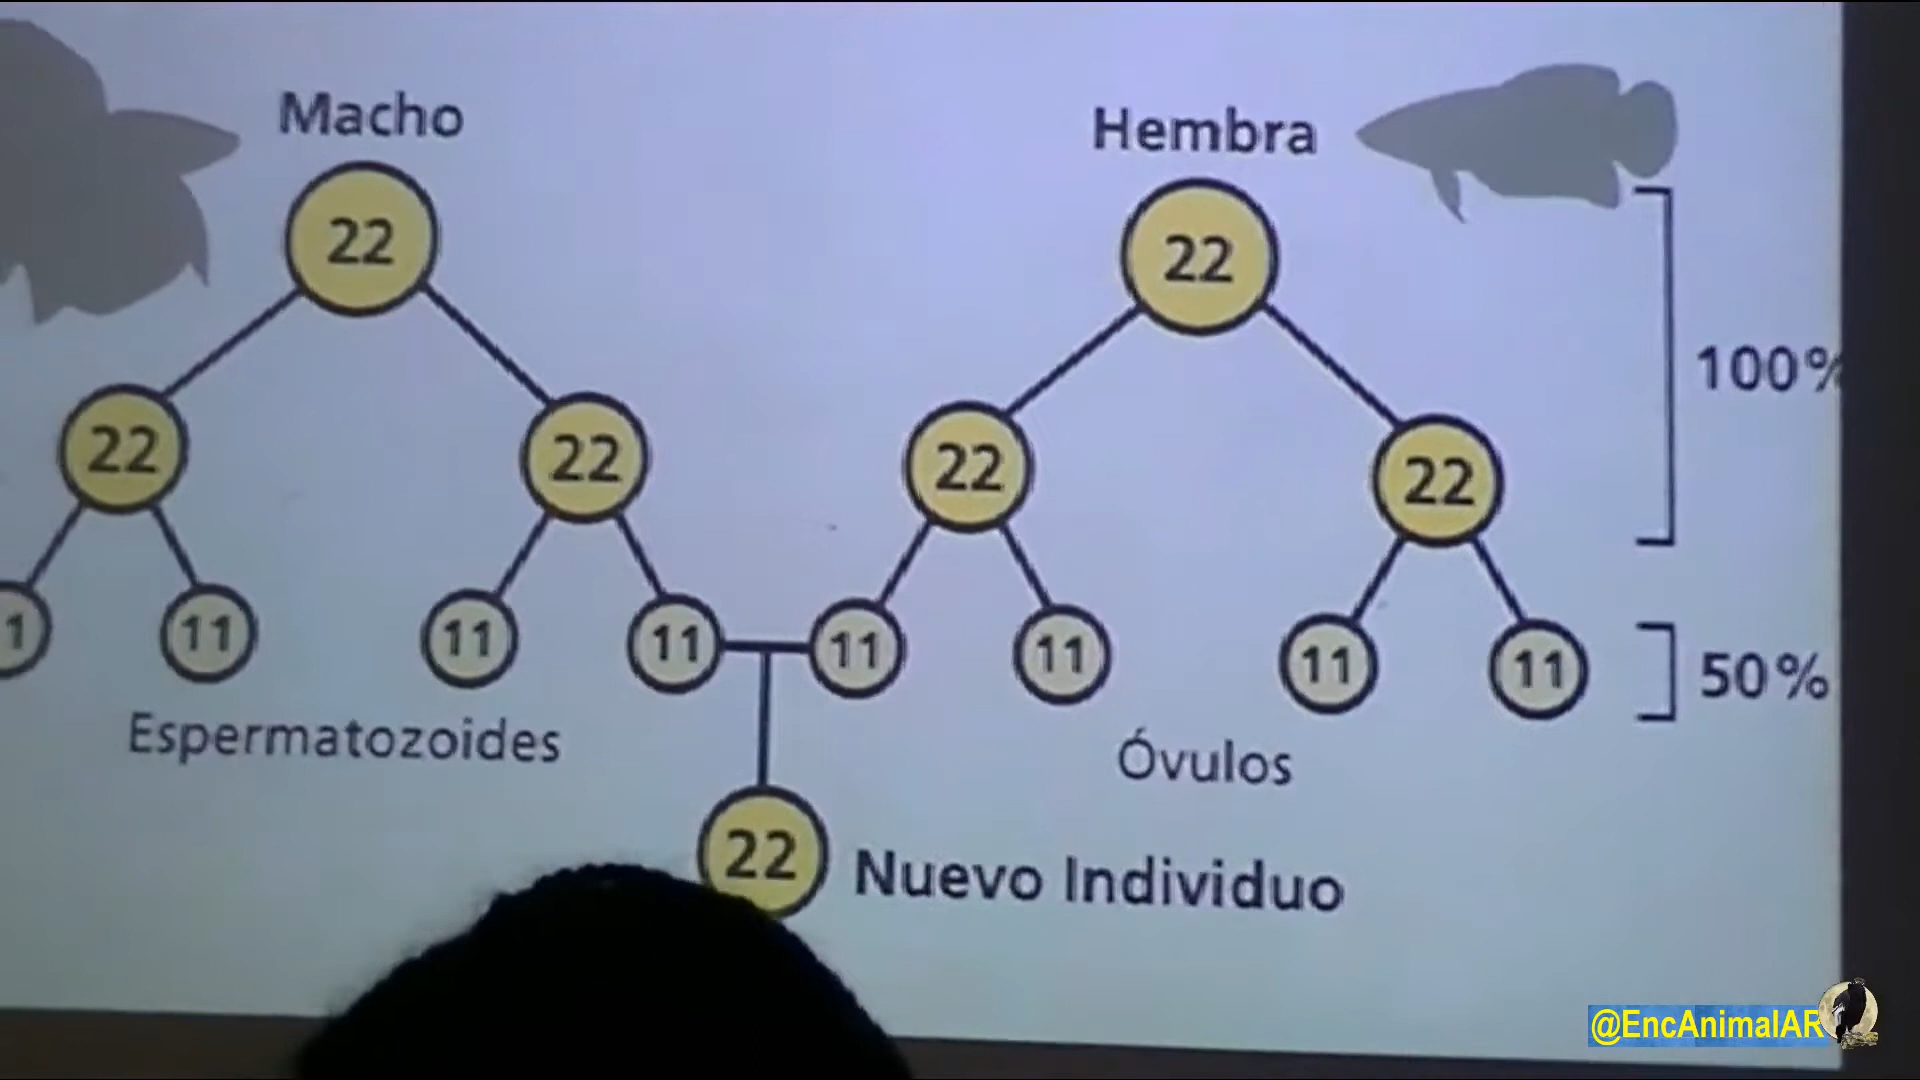 Macho
Hembra
22
22
22
22
22
22
100%
11
11
11
11
11
11
11
50%
Espermatozoides
Óvulos
22
Nuevo Individuo
@EncAnimalAR